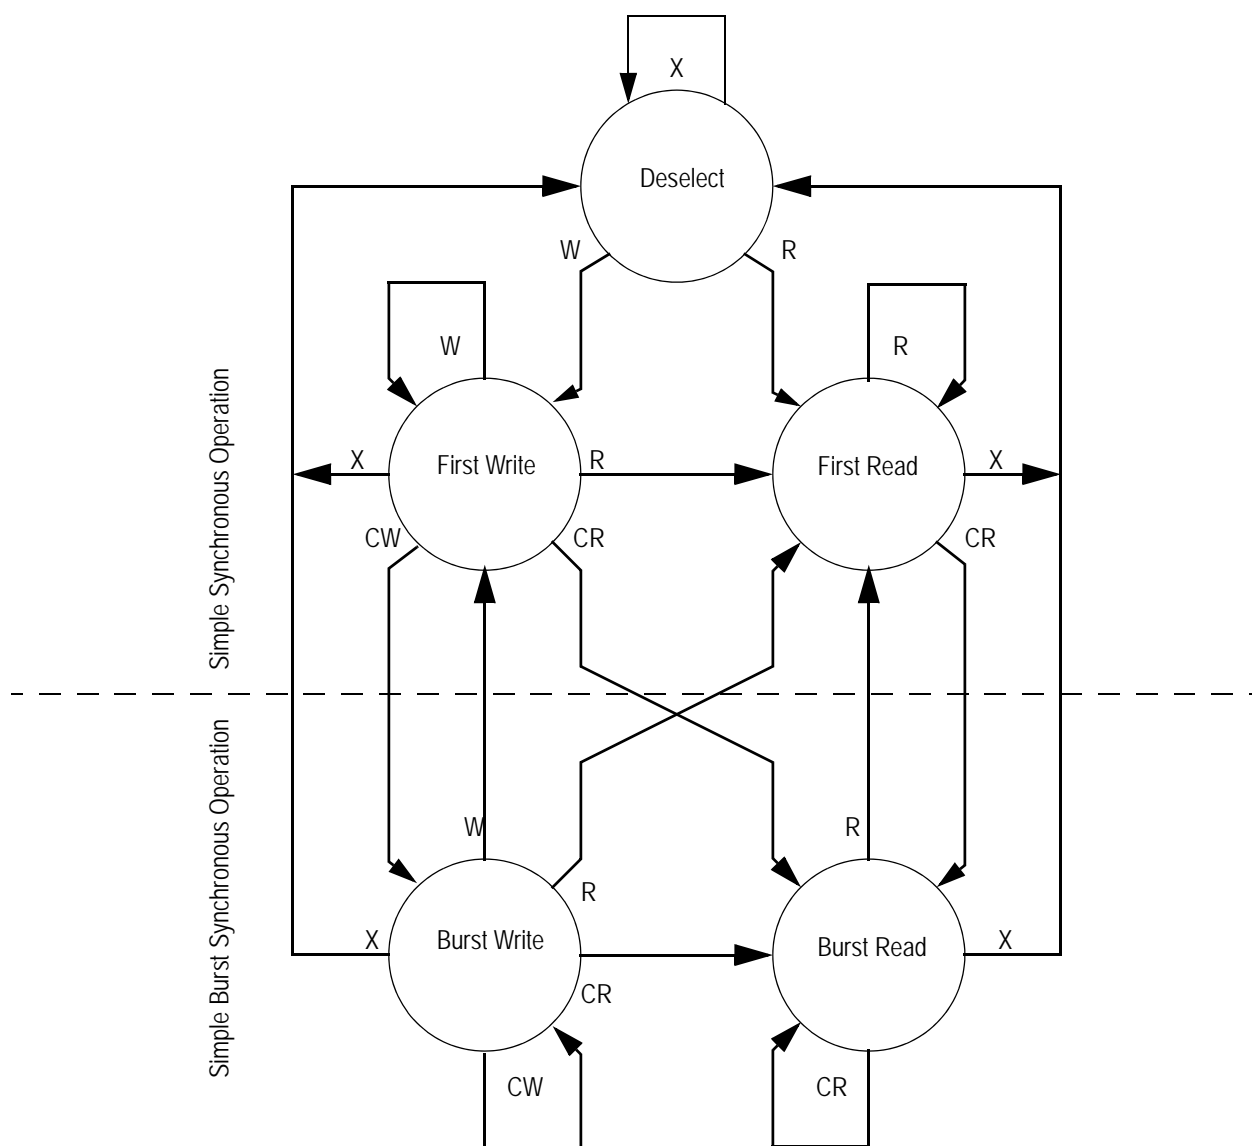 X
Deselect
W
R
W
R
X
First Write
R
First Read
X
CW
CR
CR
Simple Synchronous Operation
Simple Burst Synchronous Operation
W
R
R
X
Burst Write
Burst Read
X
CR
CW
CR